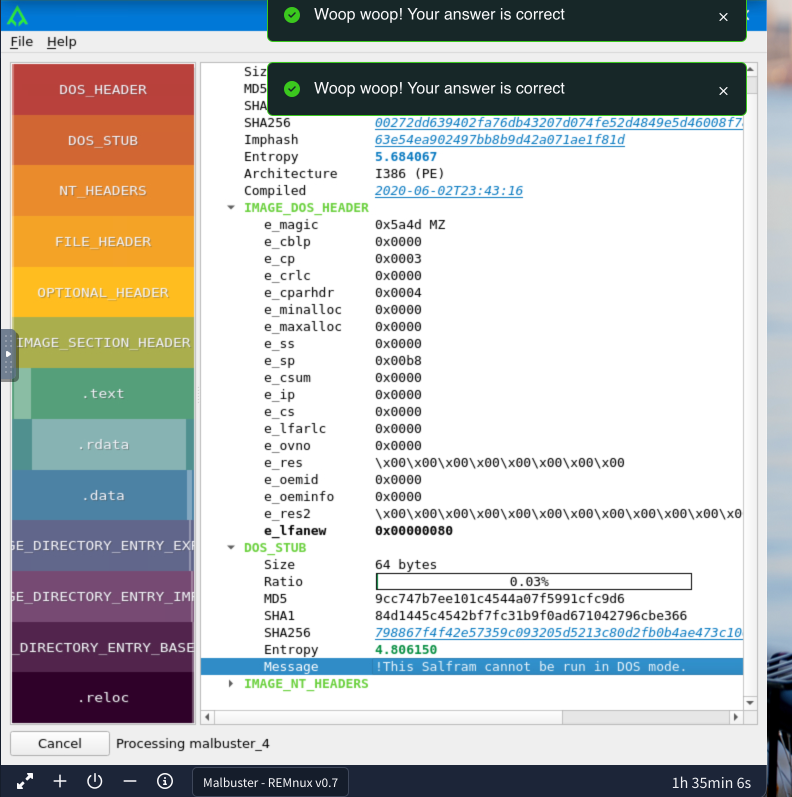 Woop woop! Your answer is correct
File Help
Woop woop! Your answer is correct
DOS_HEADER
DOS_STUB
NT_HEADERS
FILE_HEADER
OPTIONAL_HEADER
IMAGE_SECTION_HEADER
.text
.rdata
.data
GE_DIRECTORY_ENTRY_EXP
GE_DIRECTORY_ENTRY_IMP
_DIRECTORY_ENTRY_BASE
.reloc
Siz
MD5
SHA
SHA256 00272dd639402fa76db43207d074fe52d4849e5d46008f7
Imphash 63e54ea902497bb8b9d42a071ae1f81d
Entropy 5.684067
Architecture I386 (PE)
Compiled 2020-06-02T23:43:16
IMAGE_DOS_HEADER
e_magic 0x5a4d MZ
e_cblp 0x0000
e_cp 0x0003
e_crlc 0x0000
e_cparhdr 0x0004
e_minalloc 0x0000
e_maxalloc 0x0000
e_ss 0x0000
e_sp 0x00b8
e_csum 0x0000
e_ip 0x0000
e_cs 0x0000
e_lfarlc 0x0000
e_ovno 0x0000
e_res \x00\x00\x00\x00\x00\x00\x00\x00
e_oemid 0x0000
e_oeminfo 0x0000
e_res2 \x00\x00\x00\x00\x00\x00\x00\x00\x00\x00\x0
e_lfanew 0x00000080
DOS_STUB
Size 64 bytes
Ratio 0.03%
MD5 9cc747b7ee101c4544a07f5991cfc9d6
SHA1 84d1445c4542bf7fc31b9f0ad671042796cbe366
SHA256 798867f4f42e57359c093205d5213c80d2fb0b4ae473c10
Entropy 4.806150
Message !This Salfram cannot be run in DOS mode.
IMAGE_NT_HEADERS
Cancel Processing malbuster_4
Malbuster - REMnux v0.7 1h 35min 6s